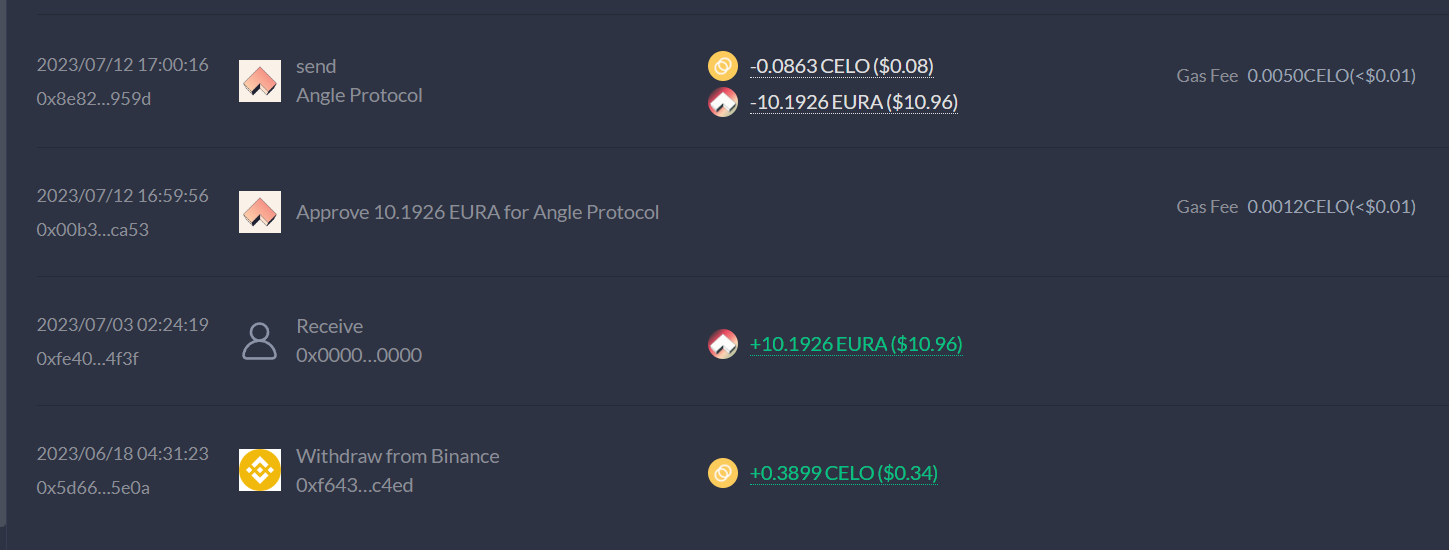 2023/07/12 17:00:16
0x8e82...959d
send
Angle Protocol
-0.0863 CELO ($0.08)
-10.1926 EURA ($10.96)
Gas Fee 0.0050CELO(<$0.01)
2023/07/12 16:59:56
0x00b3...ca53
Approve 10.1926 EURA for Angle Protocol
Gas Fee 0.0012CELO(<$0.01)
2023/07/03 02:24:19
0xfe40...4f3f
Receive
0x0000...0000
+10.1926 EURA ($10.96)
2023/06/18 04:31:23
0x5d66...5e0a
Withdraw from Binance
0xf643...c4ed
+0.3899 CELO ($0.34)